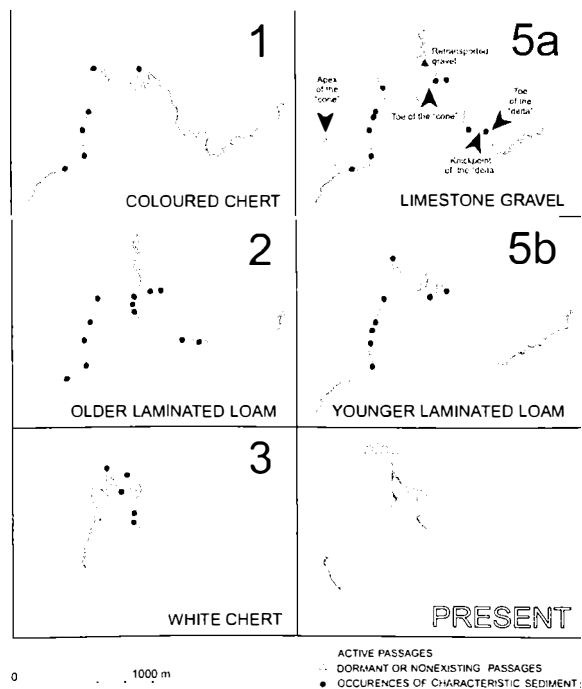 1
COLOURED CHERT
5a
Retransported
gravel
Apex
of the
"cone"
Toe of the "cone"
Toe
of the
"delta"
Knickpoint
of the "delta
LIMESTONE GRAVEL
2
OLDER LAMINATED LOAM
5b
YOUNGER LAMINATED LOAM
3
WHITE CHERT
PRESENT
0 1000 m
ACTIVE PASSAGES
DORMANT OR NONEXISTING PASSAGES
OCCURENCES OF CHARACTERISTIC SEDIMENT